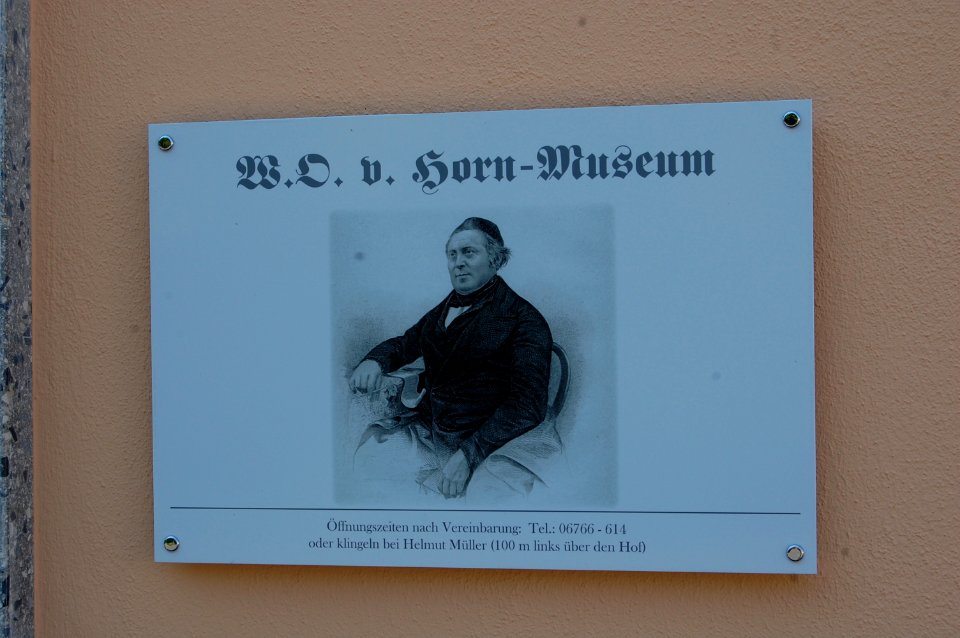 W.O. v. Horn-Museum
Öffnungszeiten nach Vereinbarung: Tel.: 06766 - 614
oder klingeln bei Helmut Müller (100 m links über den Hof)